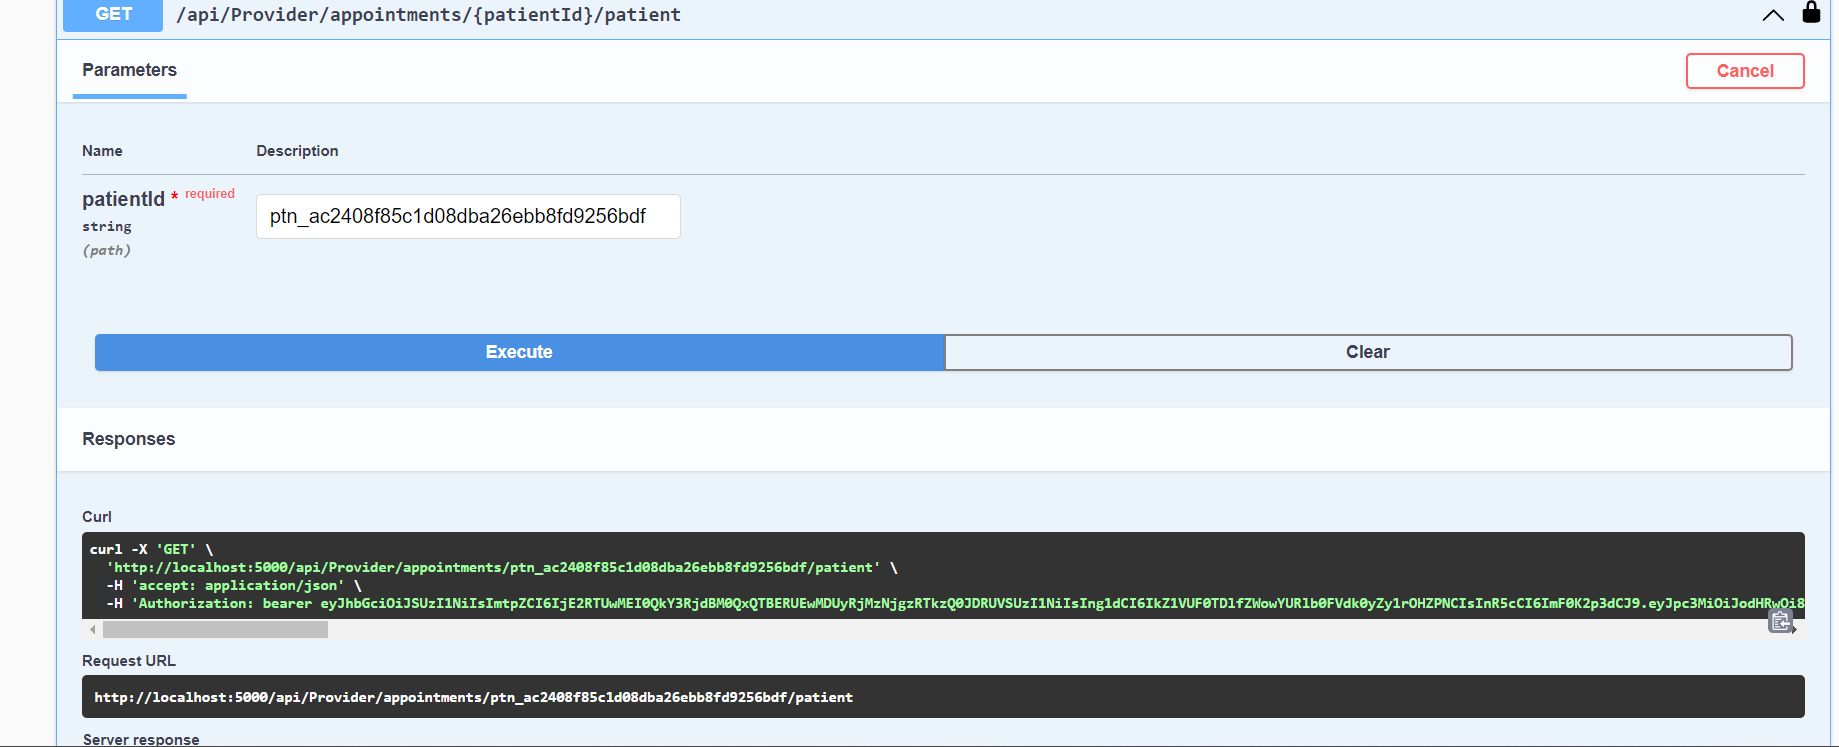 GET /api/Provider/appointments/{patientId}/patient
Parameters
Cancel
Name Description
patientId * required
string
(path)
ptn_ac2408f85c1d08dba26ebb8fd9256bdf
Execute Clear
Responses
Curl
curl -X 'GET' \
'http://localhost:5000/api/Provider/appointments/ptn_ac2408f85c1d08dba26ebb8fd9256bdf/patient' \
-H 'accept: application/json' \
-H 'Authorization: bearer
Request URL
http://localhost:5000/api/Provider/appointments/ptn_ac2408f85c1d08dba26ebb8fd9256bdf/patient
Server response